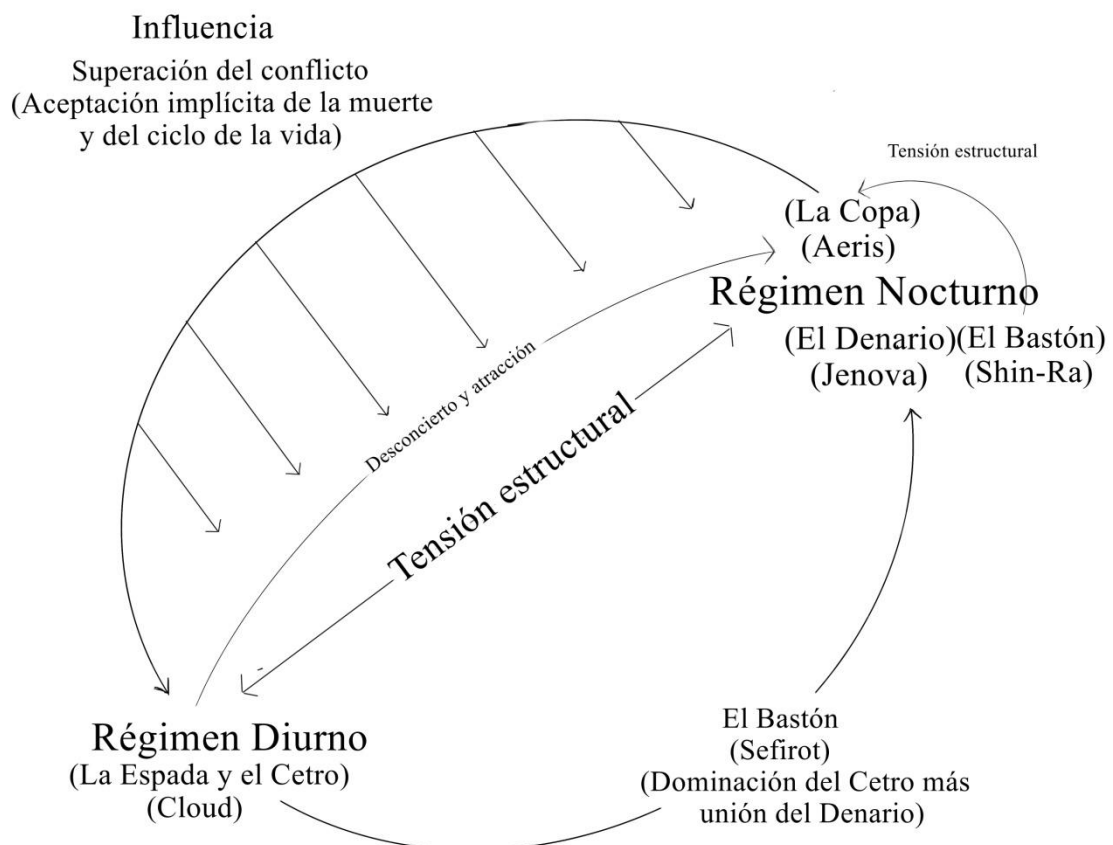 Influencia
Superación del conflicto
(Aceptación implícita de la muerte
y del ciclo de la vida)
Tensión estructural
(La Copa)
(Aeris)
Régimen Nocturno
(El Denario)(El Bastón)
(Jenova) (Shin-Ra)
Desconcierto y atracción
Tensión estructural
Régimen Diurno
(La Espada y el Cetro)
(Cloud)
El Bastón
(Sefirot)
(Dominación del Cetro más
unión del Denario)